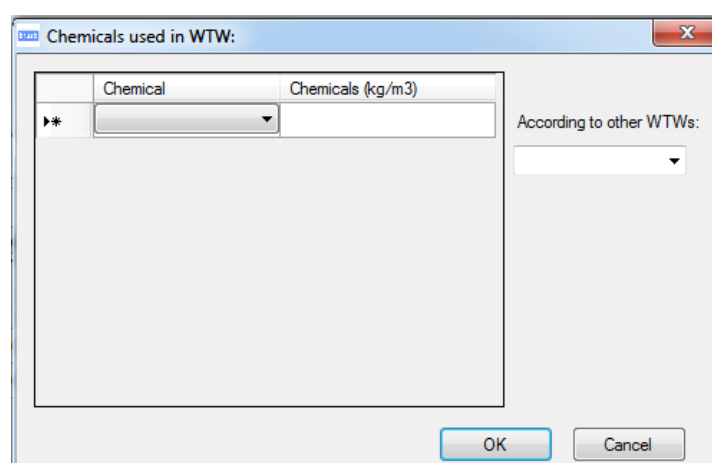 Chemicals used in WTW:
Chemical Chemicals (kg/m3)
According to other WTWs:
OK Cancel